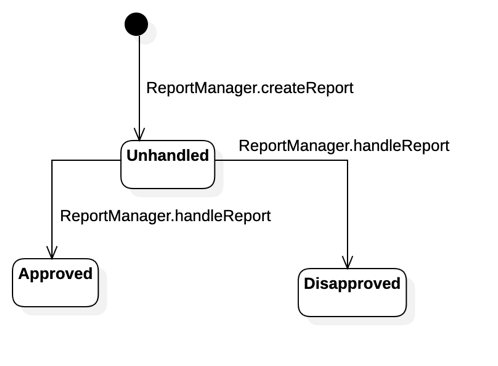 ReportManager.createReport
ReportManager.handleReport
Unhandled
ReportManager.handleReport
Approved
Disapproved